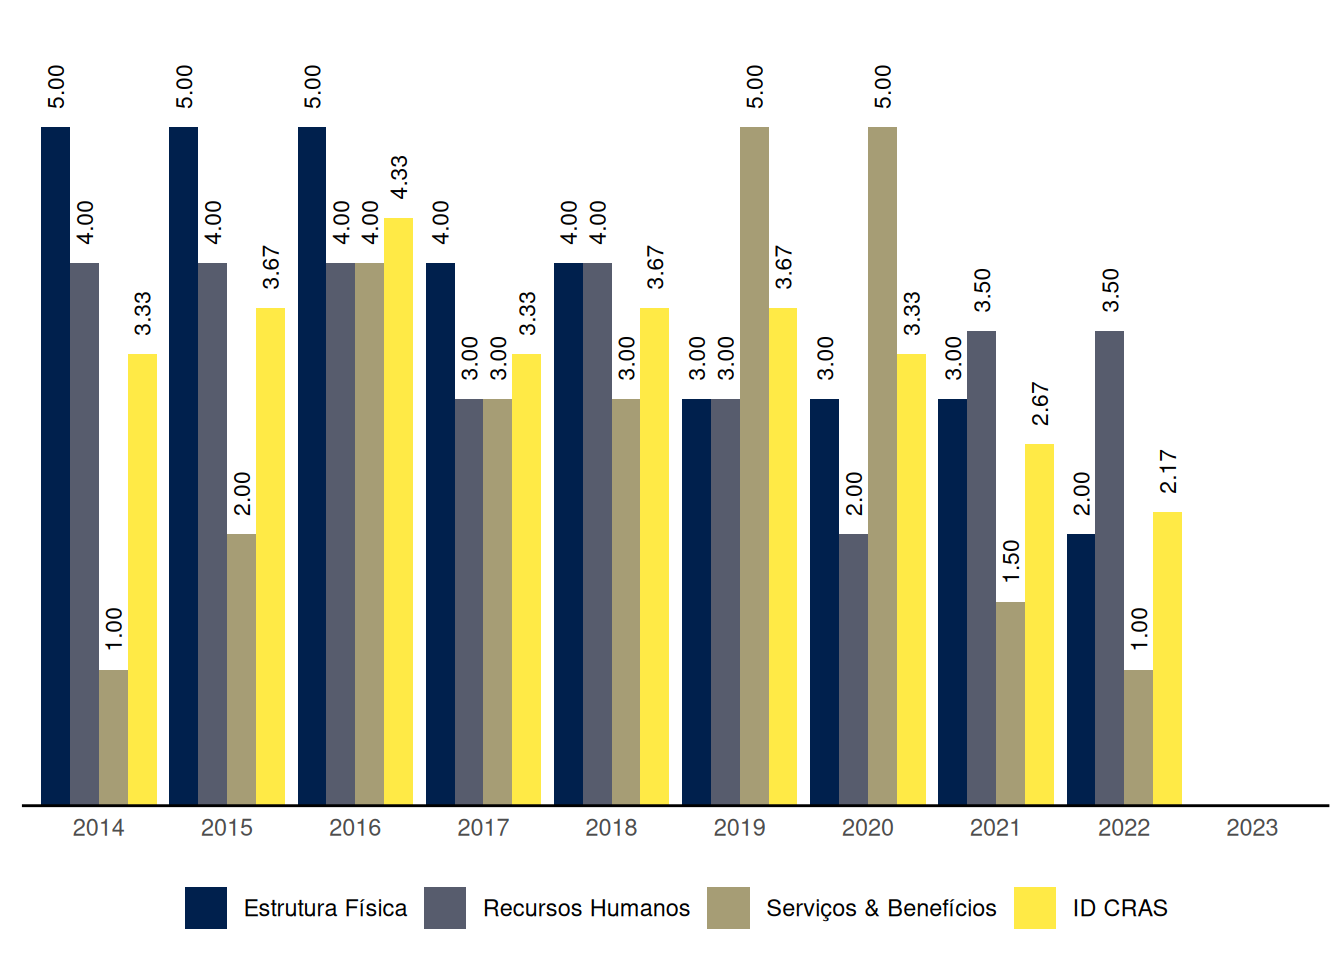 5.00 4.00 1.00 3.33 5.00 4.00 2.00 3.67 5.00 4.00 4.00 4.33 4.00 3.00 3.00 3.33 4.00 4.00 3.00 3.67 3.00 3.00 5.00 3.67 3.00 2.00 5.00 3.33 3.00 3.50 1.50 2.67 2.00 3.50 1.00 2.17
2014 2015 2016 2017 2018 2019 2020 2021 2022 2023
Estrutura Física Recursos Humanos Serviços & Benefícios ID CRAS